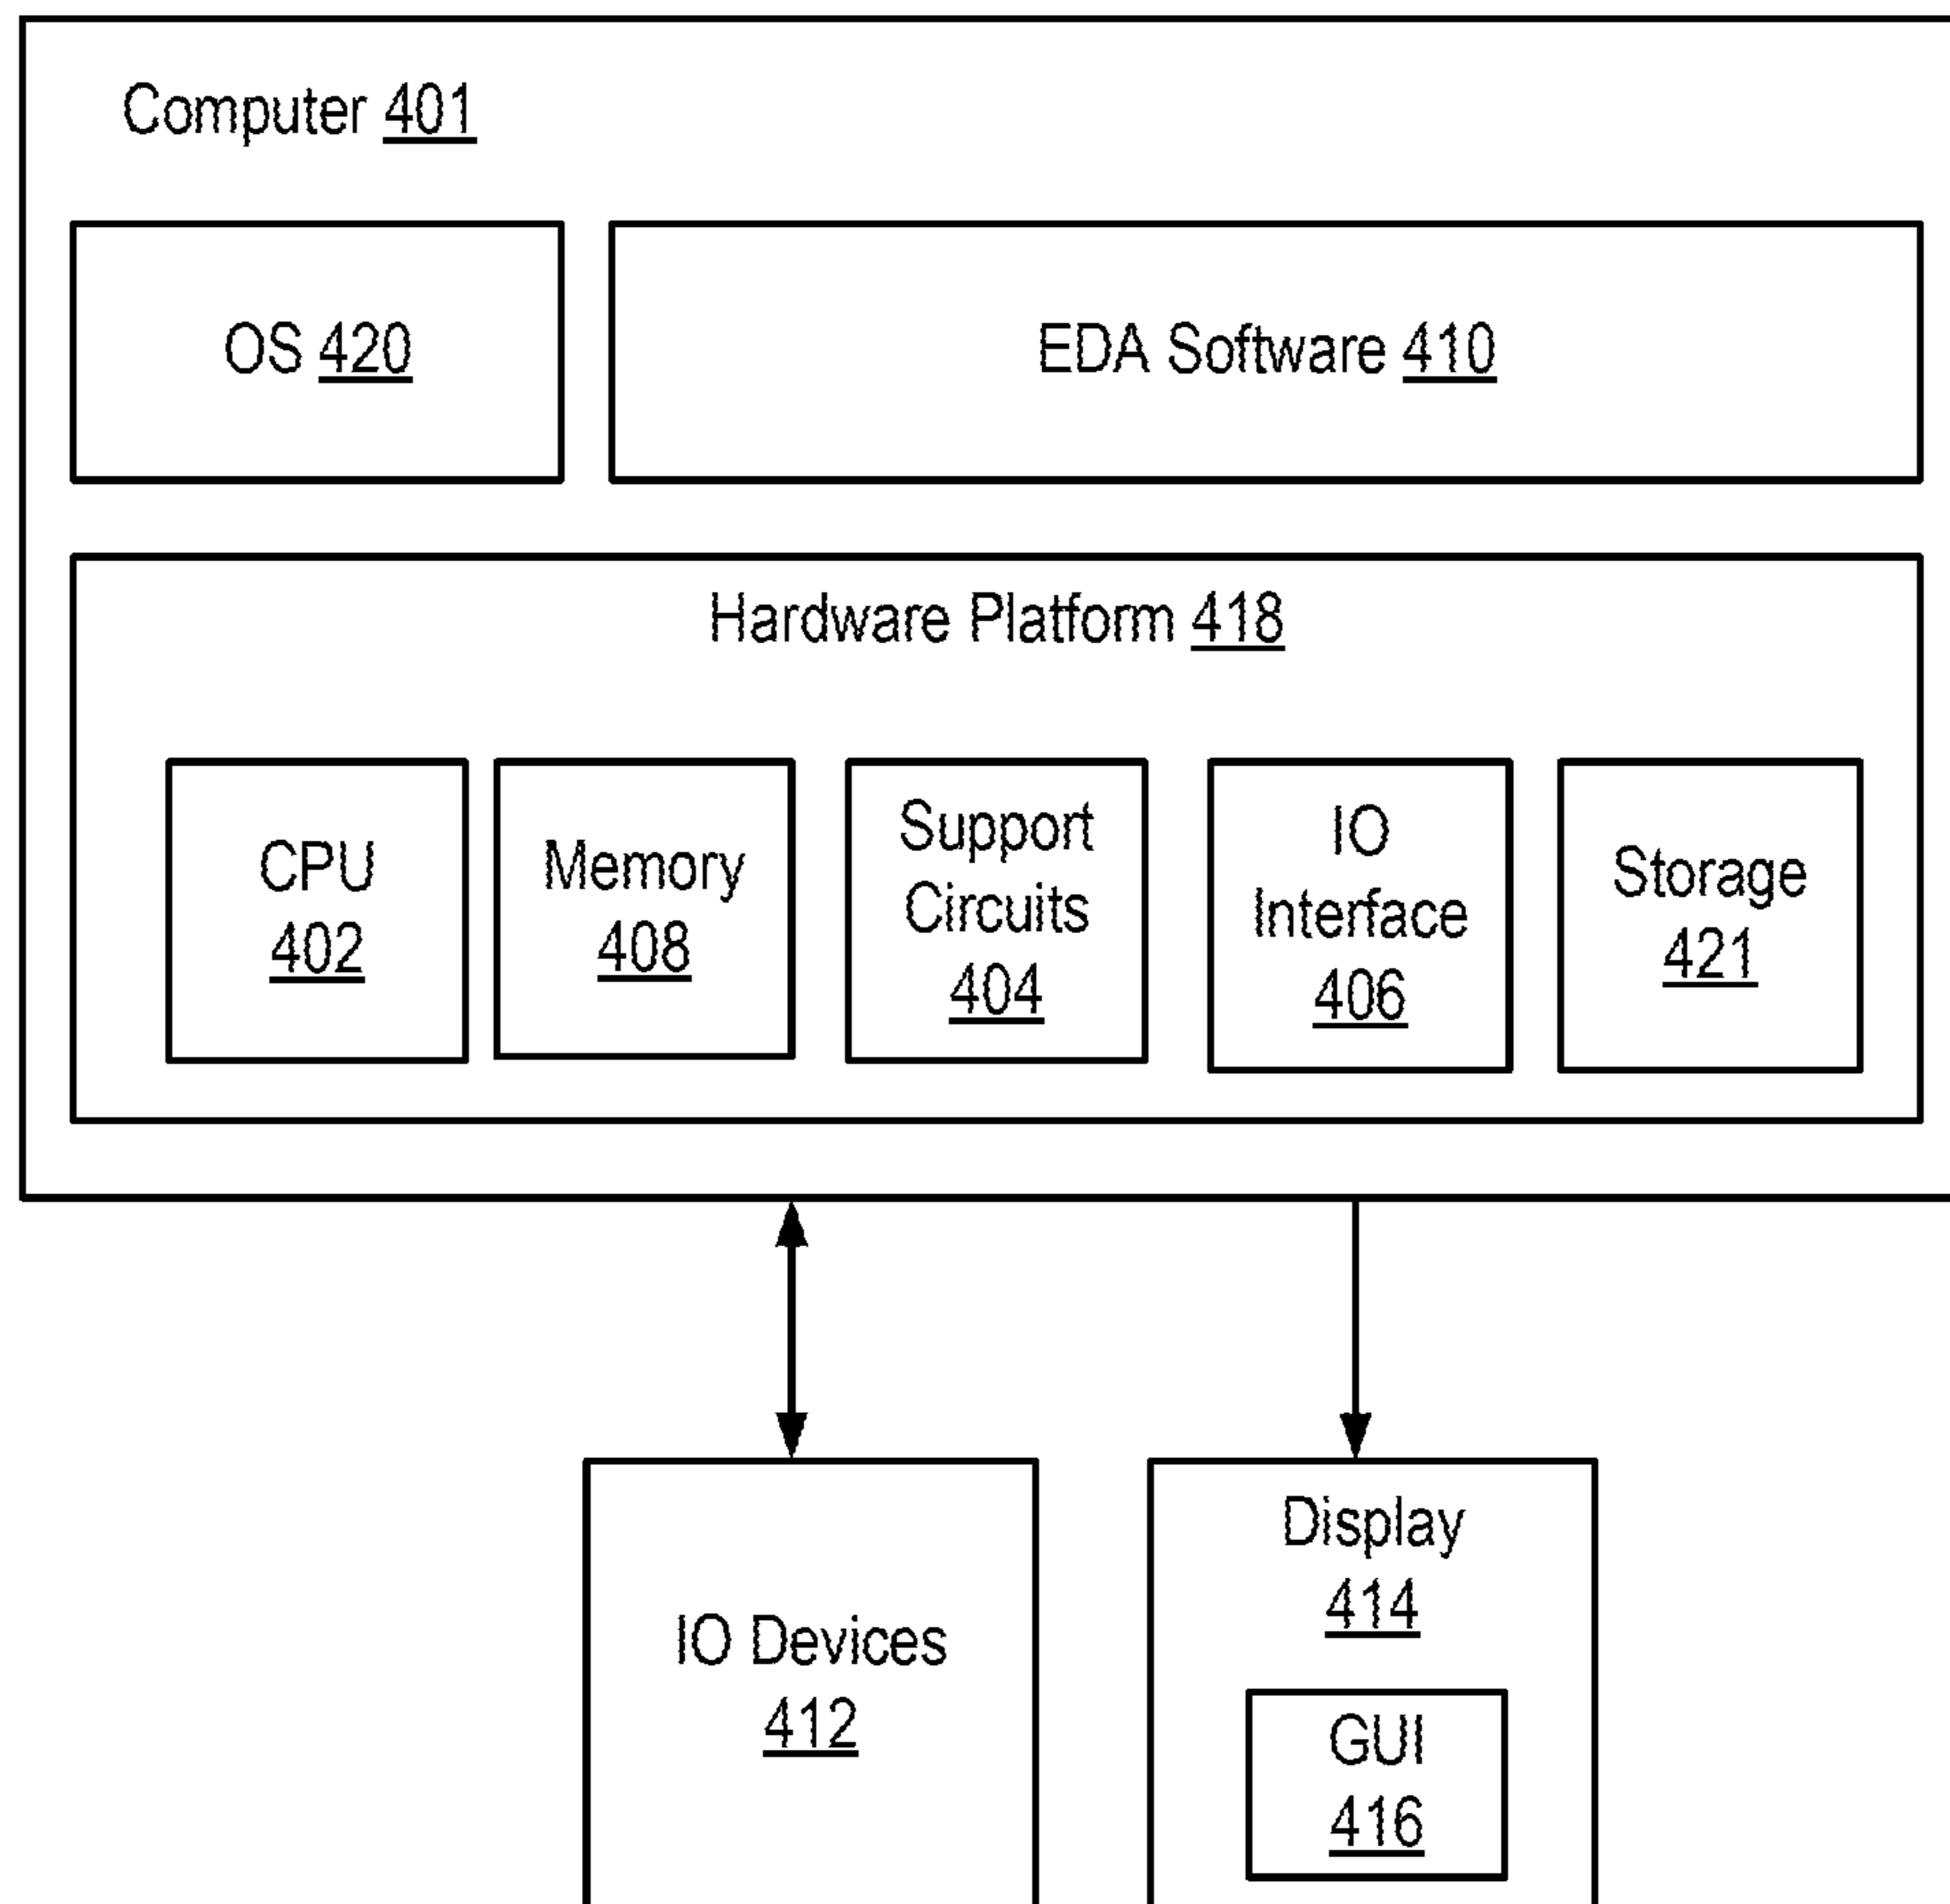 Computer 401
OS 420
EDA Software 410
Hardware Platform 418
CPU
402
Memory
408
Support
Circuits
404
IO
Interface
406
Storage
421
IO Devices
412
Display
414
GUI
416